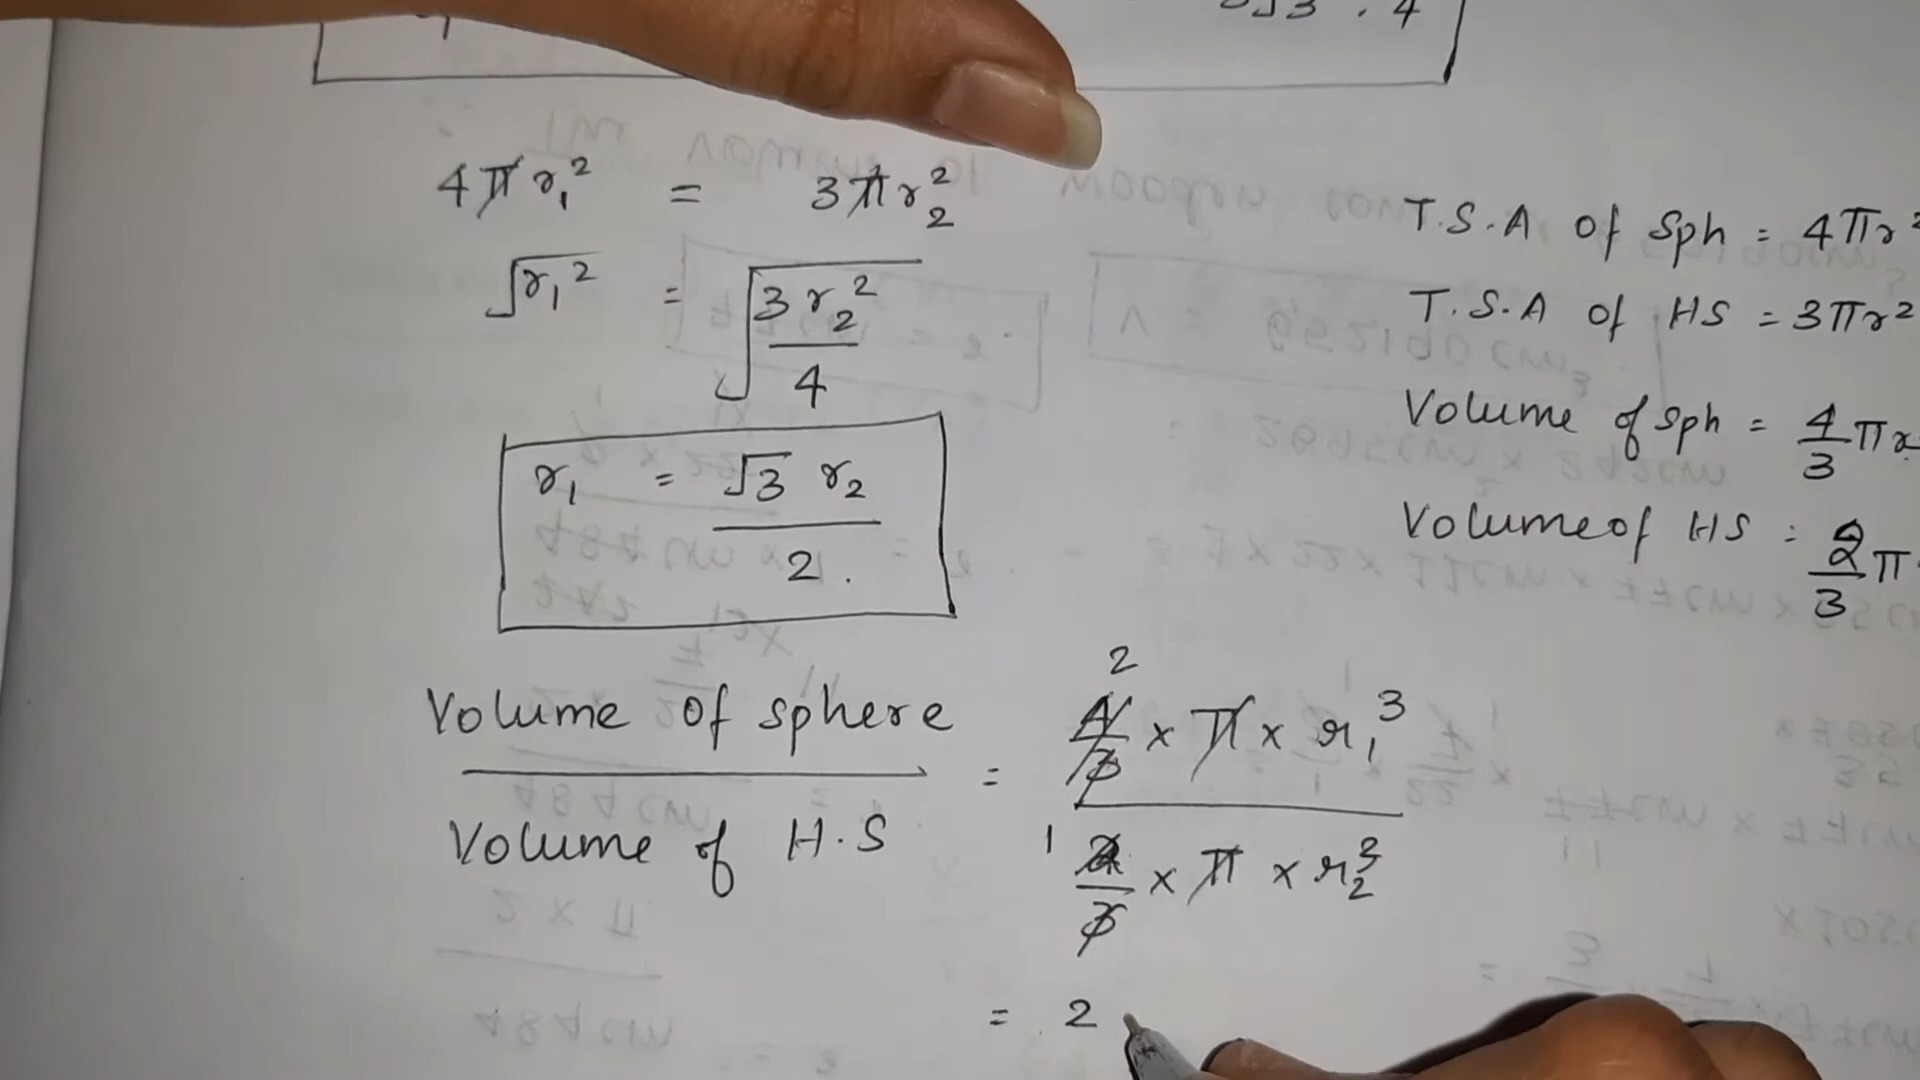 √3 . 4
4πr₁² = 3πr₂²
√r₁² = √3r₂²/4
r₁ = √3 r₂/2.
T.S.A of Sph = 4πr²
T.S.A of HS = 3πr²
Volume of sph = 4/3 πr
Volume of HS = 2/3 π
Volume of sphere / Volume of H.S = 2 4/3 × π × r₁³ / 1 2/3 × π × r₂³
= 2